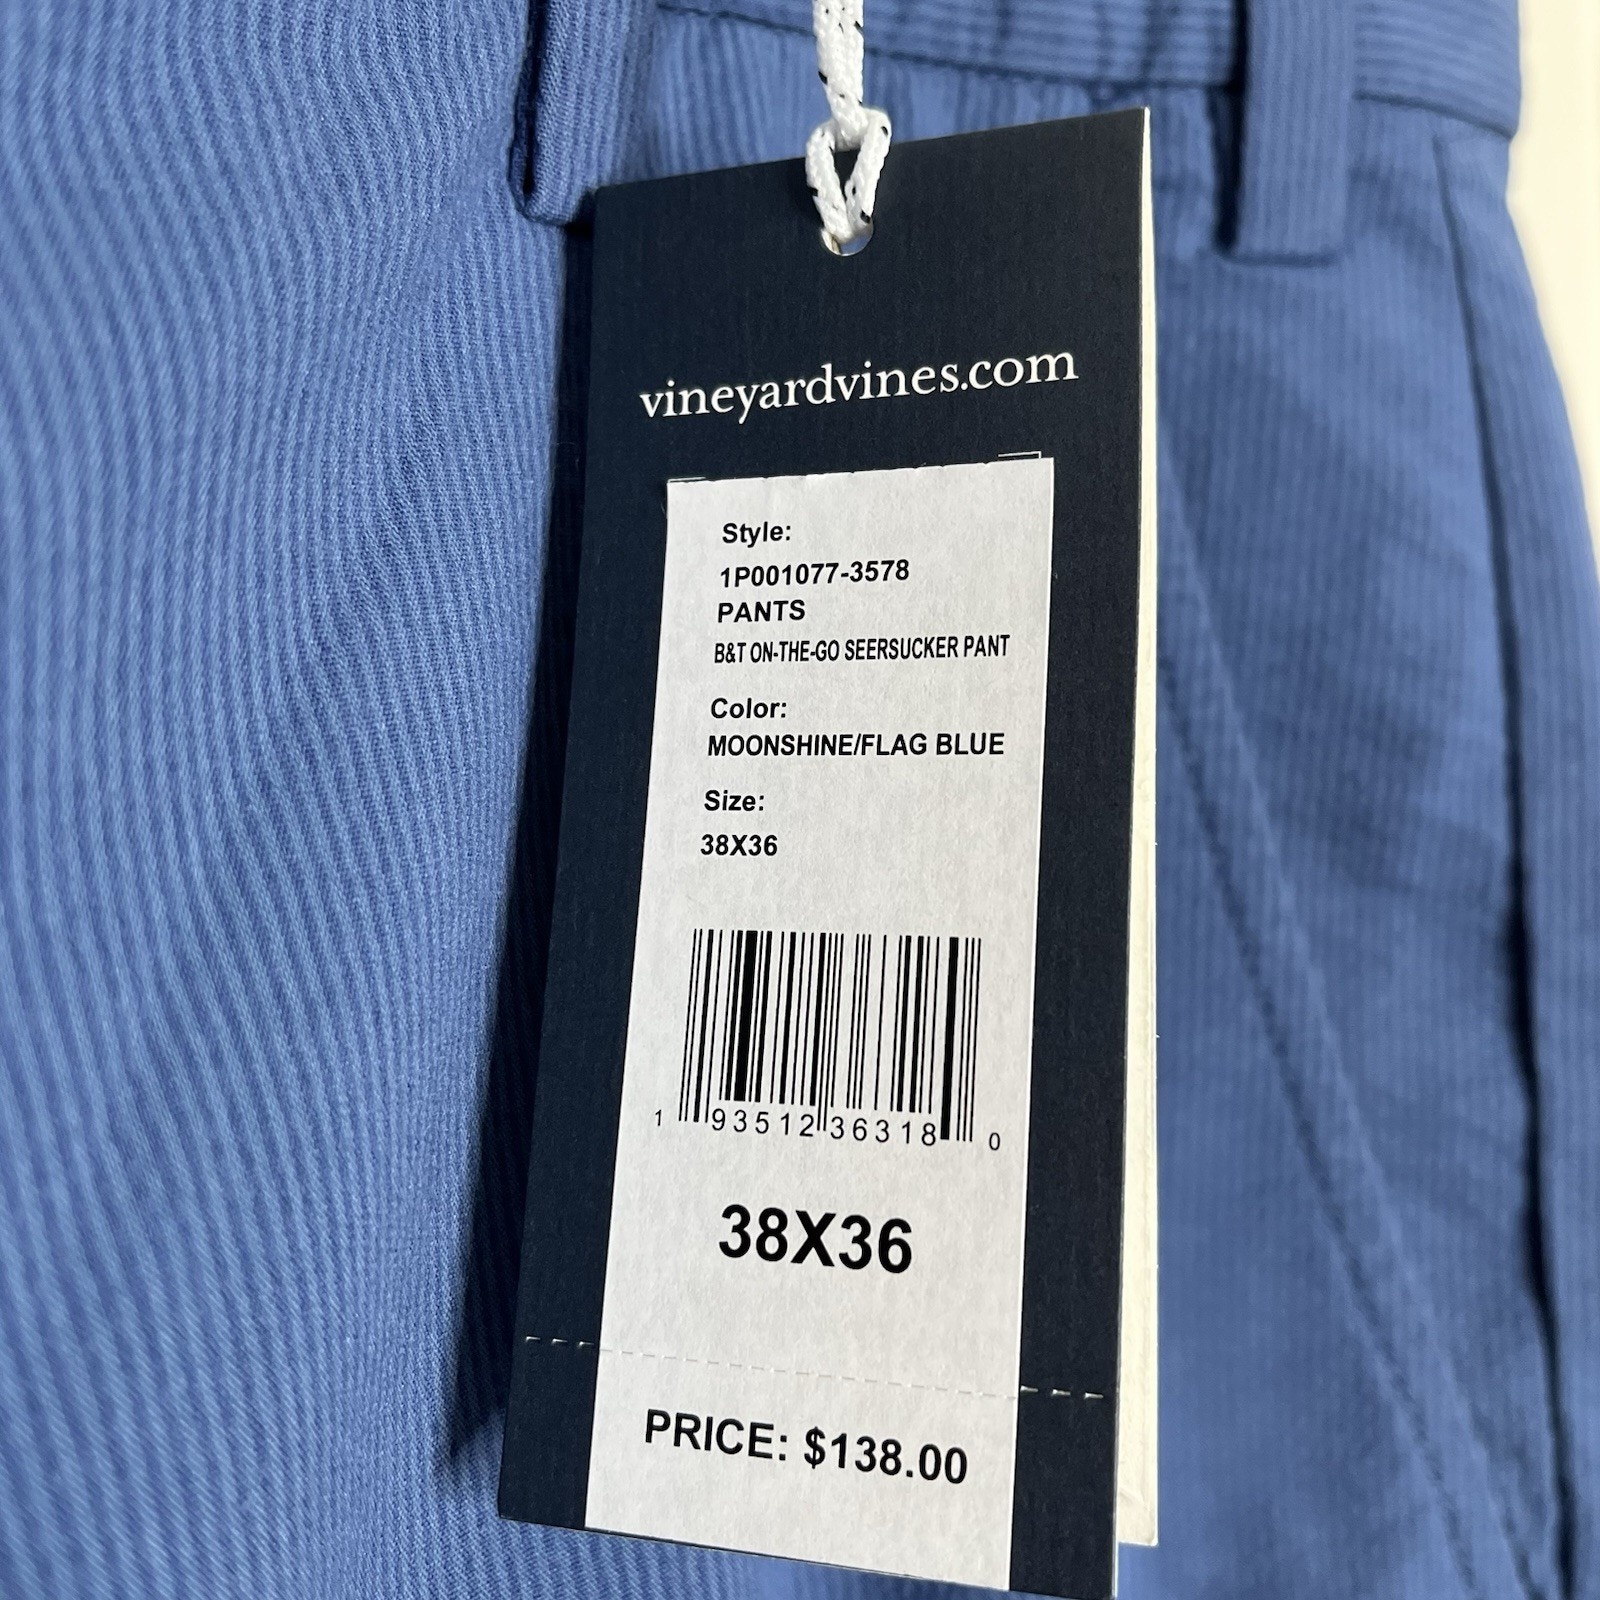 vineyardvines.com
Style:
1P001077-3578
PANTS
B&T ON-THE-GO SEERSUCKER PANT
Color:
MOONSHINE/FLAG BLUE
Size:
38X36
1 93512 36318 0
38X36
PRICE: $138.00